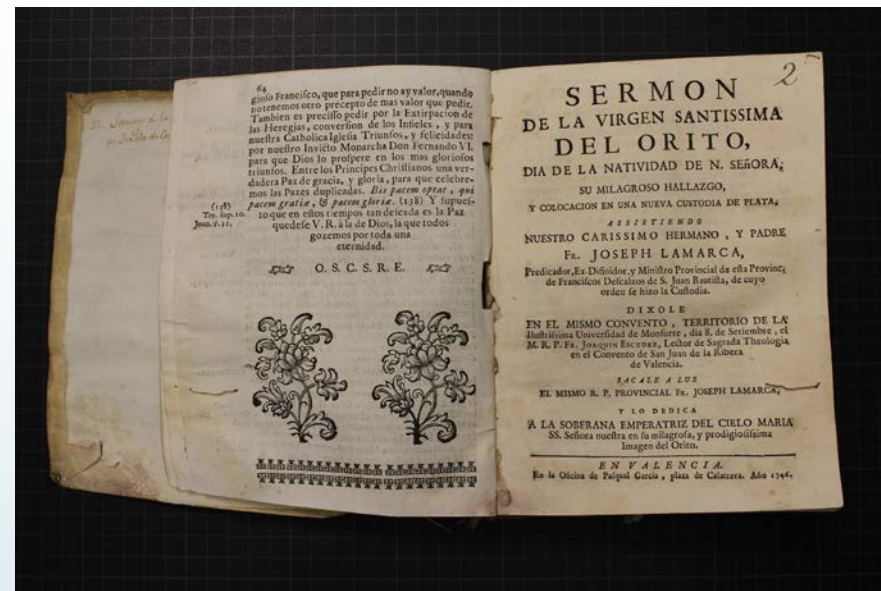 64
gioſo Franciſco, que para pedir no ay valor, quando
no tenemos otro precepto de mas valor que pedir.
Tambien es preciſſo pedir por la Extirpacion de
las Heregias, converſion de los Infieles, y para
nueſtra Catholica Igleſia Triunfos, y felicidades:
por nueſtro Invicto Monarcha Don Fernando VI.
para que Dios lo proſpere en los mas glorioſos
triunfos. Entre los Principes Chriſtianos una ver-
dadera Paz de gracia, y gloria, para que celebre-
mos las Pazes duplicadas. Bis pacem optat, qui
pacem gratiæ, & pacem gloriæ. (138) Y ſupueſ-
to que en eſtos tiempos tan deſeada es la Paz
quedeſe V. R. à la de Dios, la que todos
gozemos por toda una
eternidad.
(138)
Ter. ſup. 20.
Joan. v. 21.
O. S. C. S. R. E.
2
SERMON
DE LA VIRGEN SANTISSIMA
DEL ORITO,
DIA DE LA NATIVIDAD DE N. SEñORA;
SU MILAGROSO HALLAZGO,
Y COLOCACION EN UNA NUEVA CUSTODIA DE PLATA,
ASSISTIENDO
NUESTRO CARISSIMO HERMANO, Y PADRE
FR. JOSEPH LAMARCA,
Predicador, Ex-Difinidor, y Miniſtro Provincial de eſta Provinc;
de Franciſcos Deſcalzos de S. Juan Bautiſta, de cuyo
orden ſe hizo la Cuſtodia.
DIXOLE
EN EL MISMO CONVENTO, TERRITORIO DE LA
Iluſtriſſima Univerſidad de Monforte, dia 8. de Setiembre, el
M. R. P. FR. JOAQUIN ESCUDER, Lector de Sagrada Theologia
en el Convento de San Juan de la Ribera
de Valencia.
SACALE A LUZ
EL MISMO R. P. PROVINCIAL FR. JOSEPH LAMARCA,
Y LO DEDICA
A LA SOBERANA EMPERATRIZ DEL CIELO MARIA
SS. Señora nueſtra en ſu milagroſa, y prodigioſiſsima
Imagen del Orito.
EN VALENCIA.
En la Oficina de Paſqual Garcia, plaza de Calatrava. Año 1746.